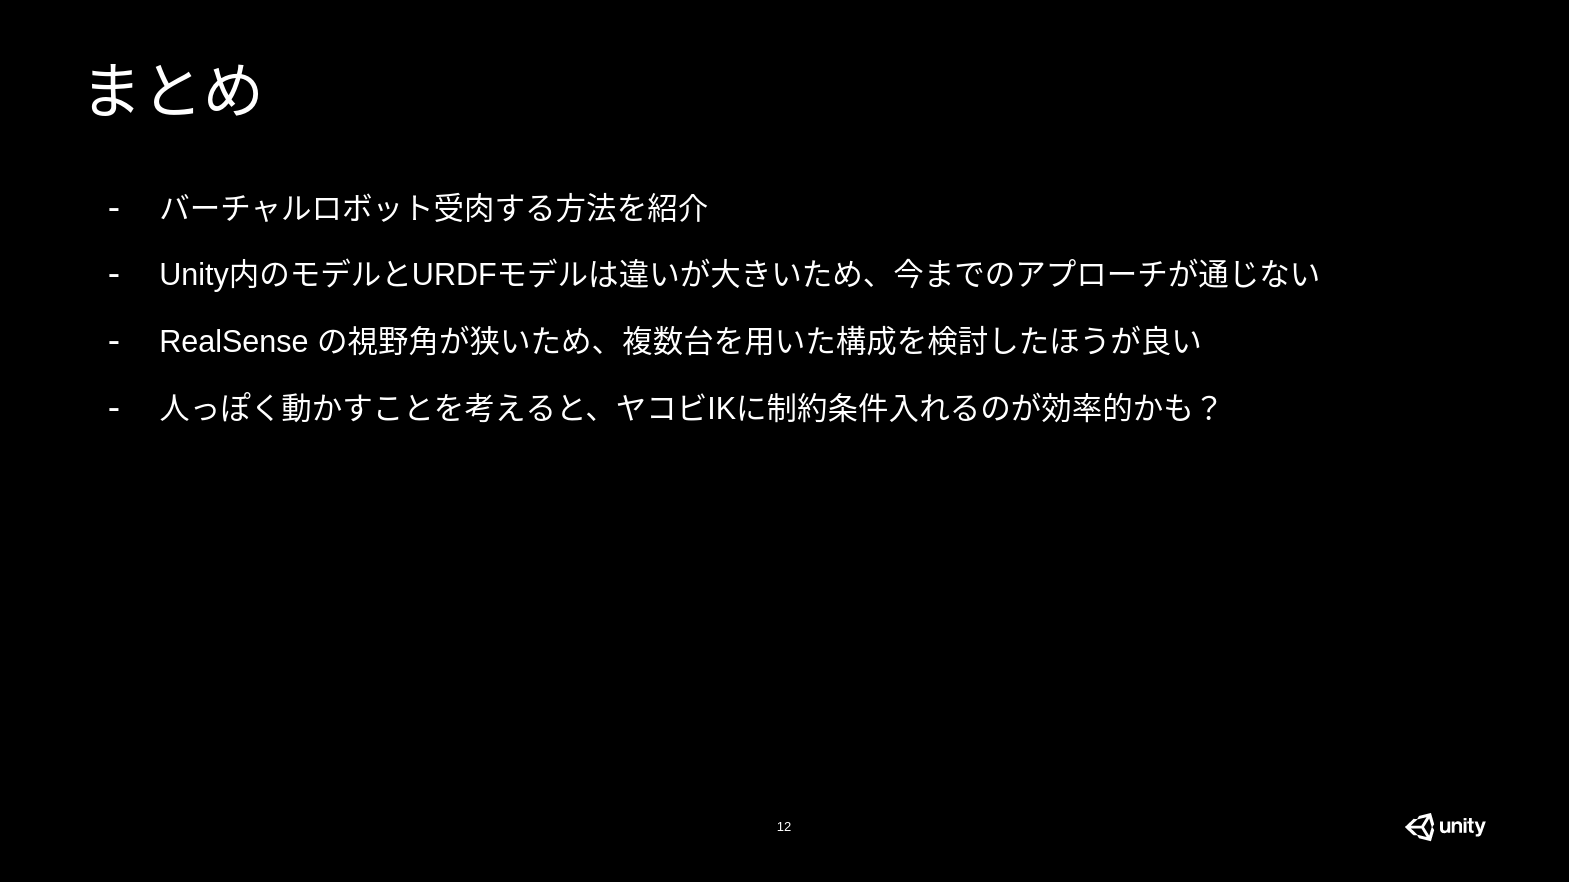 まとめ
- バーチャルロボット受肉する方法を紹介
- Unity内のモデルとURDFモデルは違いが大きいため、今までのアプローチが通じない
- RealSense の視野角が狭いため、複数台を用いた構成を検討したほうが良い
- 人っぽく動かすことを考えると、ヤコビIKに制約条件入れるのが効率的かも？
12
unity